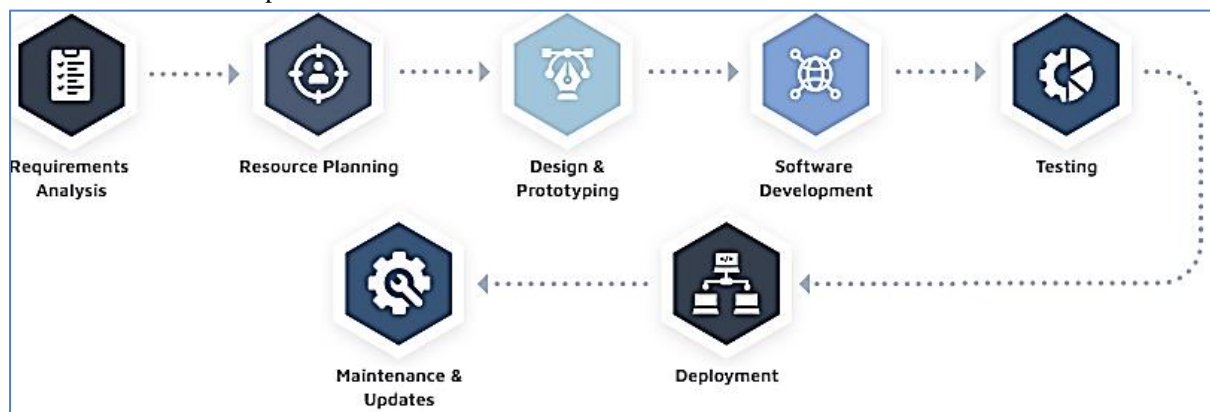 Requirements
Analysis
Resource Planning
Design &
Prototyping
Software
Development
Testing
</>
Deployment
Maintenance &
Updates